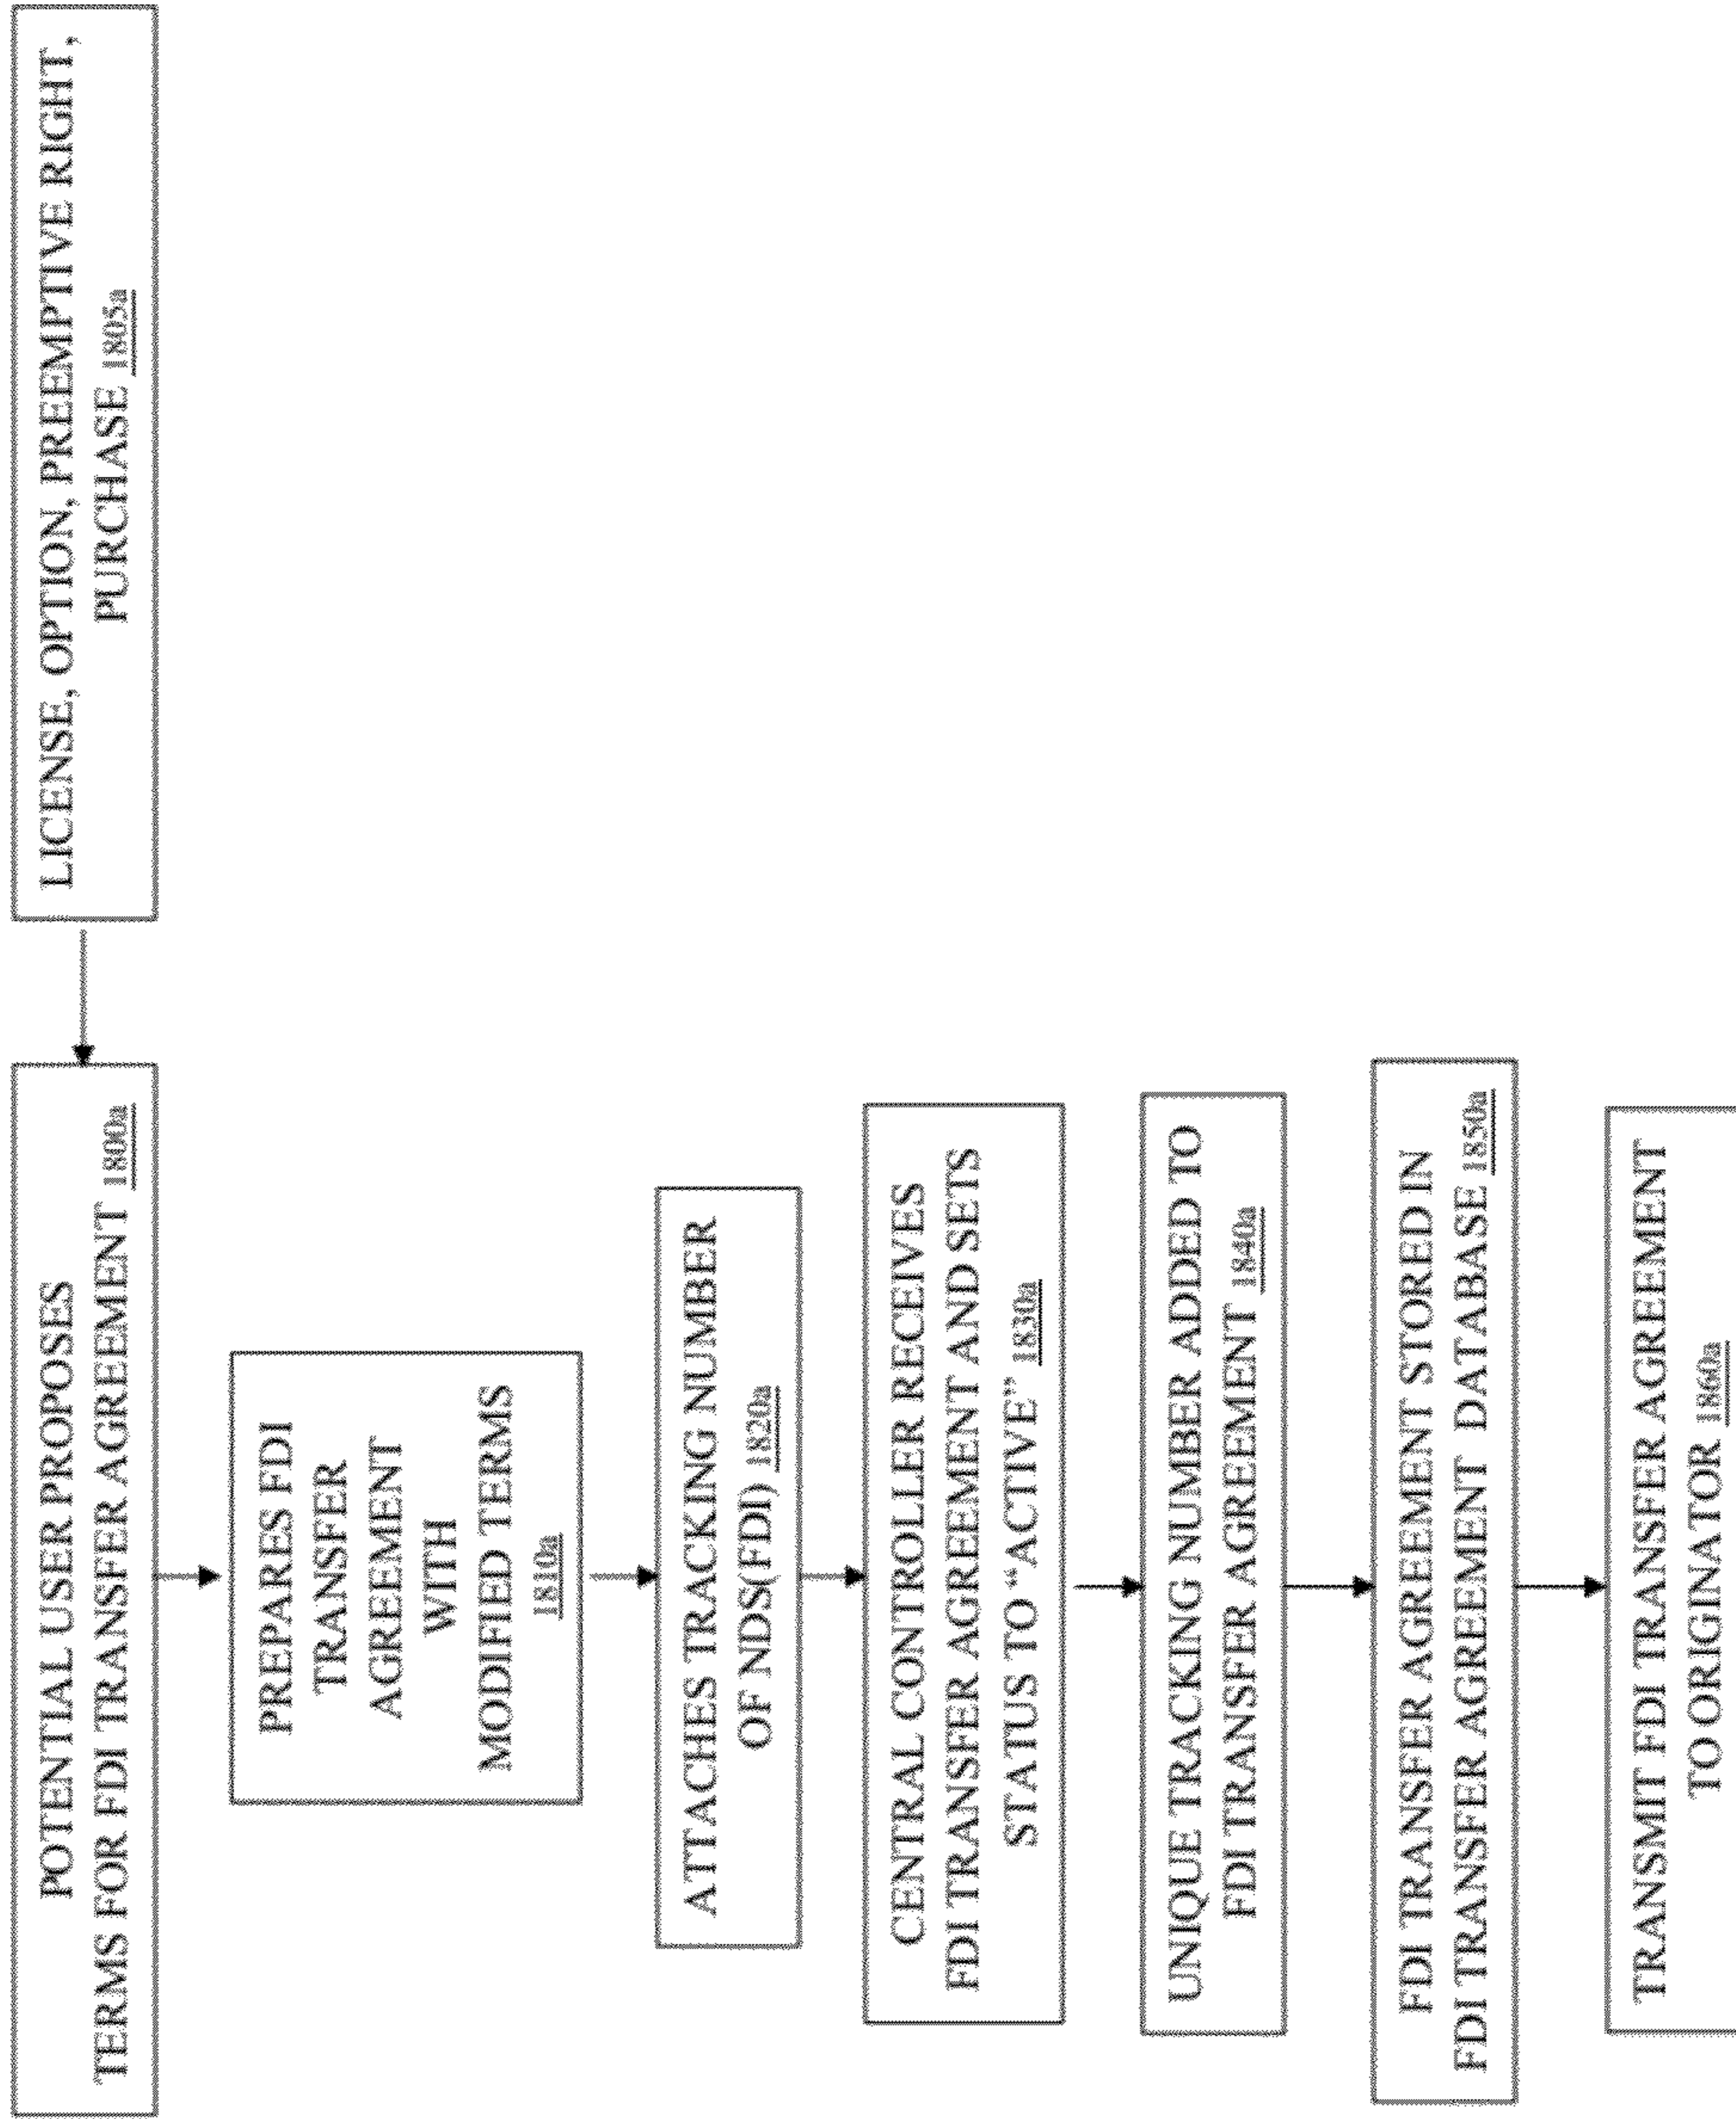 LICENSE, OPTION, PREEMPTIVE RIGHT,
PURCHASE 1805a
POTENTIAL USER PROPOSES
TERMS FOR FDI TRANSFER AGREEMENT 1800a
PREPARES FDI
TRANSFER
AGREEMENT
WITH
MODIFIED TERMS
1810a
ATTACHES TRACKING NUMBER
OF NDS(FDI) 1820a
CENTRAL CONTROLLER RECEIVES
FDI TRANSFER AGREEMENT AND SETS
STATUS TO “ACTIVE” 1830a
UNIQUE TRACKING NUMBER ADDED TO
FDI TRANSFER AGREEMENT 1840a
FDI TRANSFER AGREEMENT STORED IN
FDI TRANSFER AGREEMENT DATABASE 1850a
TRANSMIT FDI TRANSFER AGREEMENT
TO ORIGINATOR 1860a